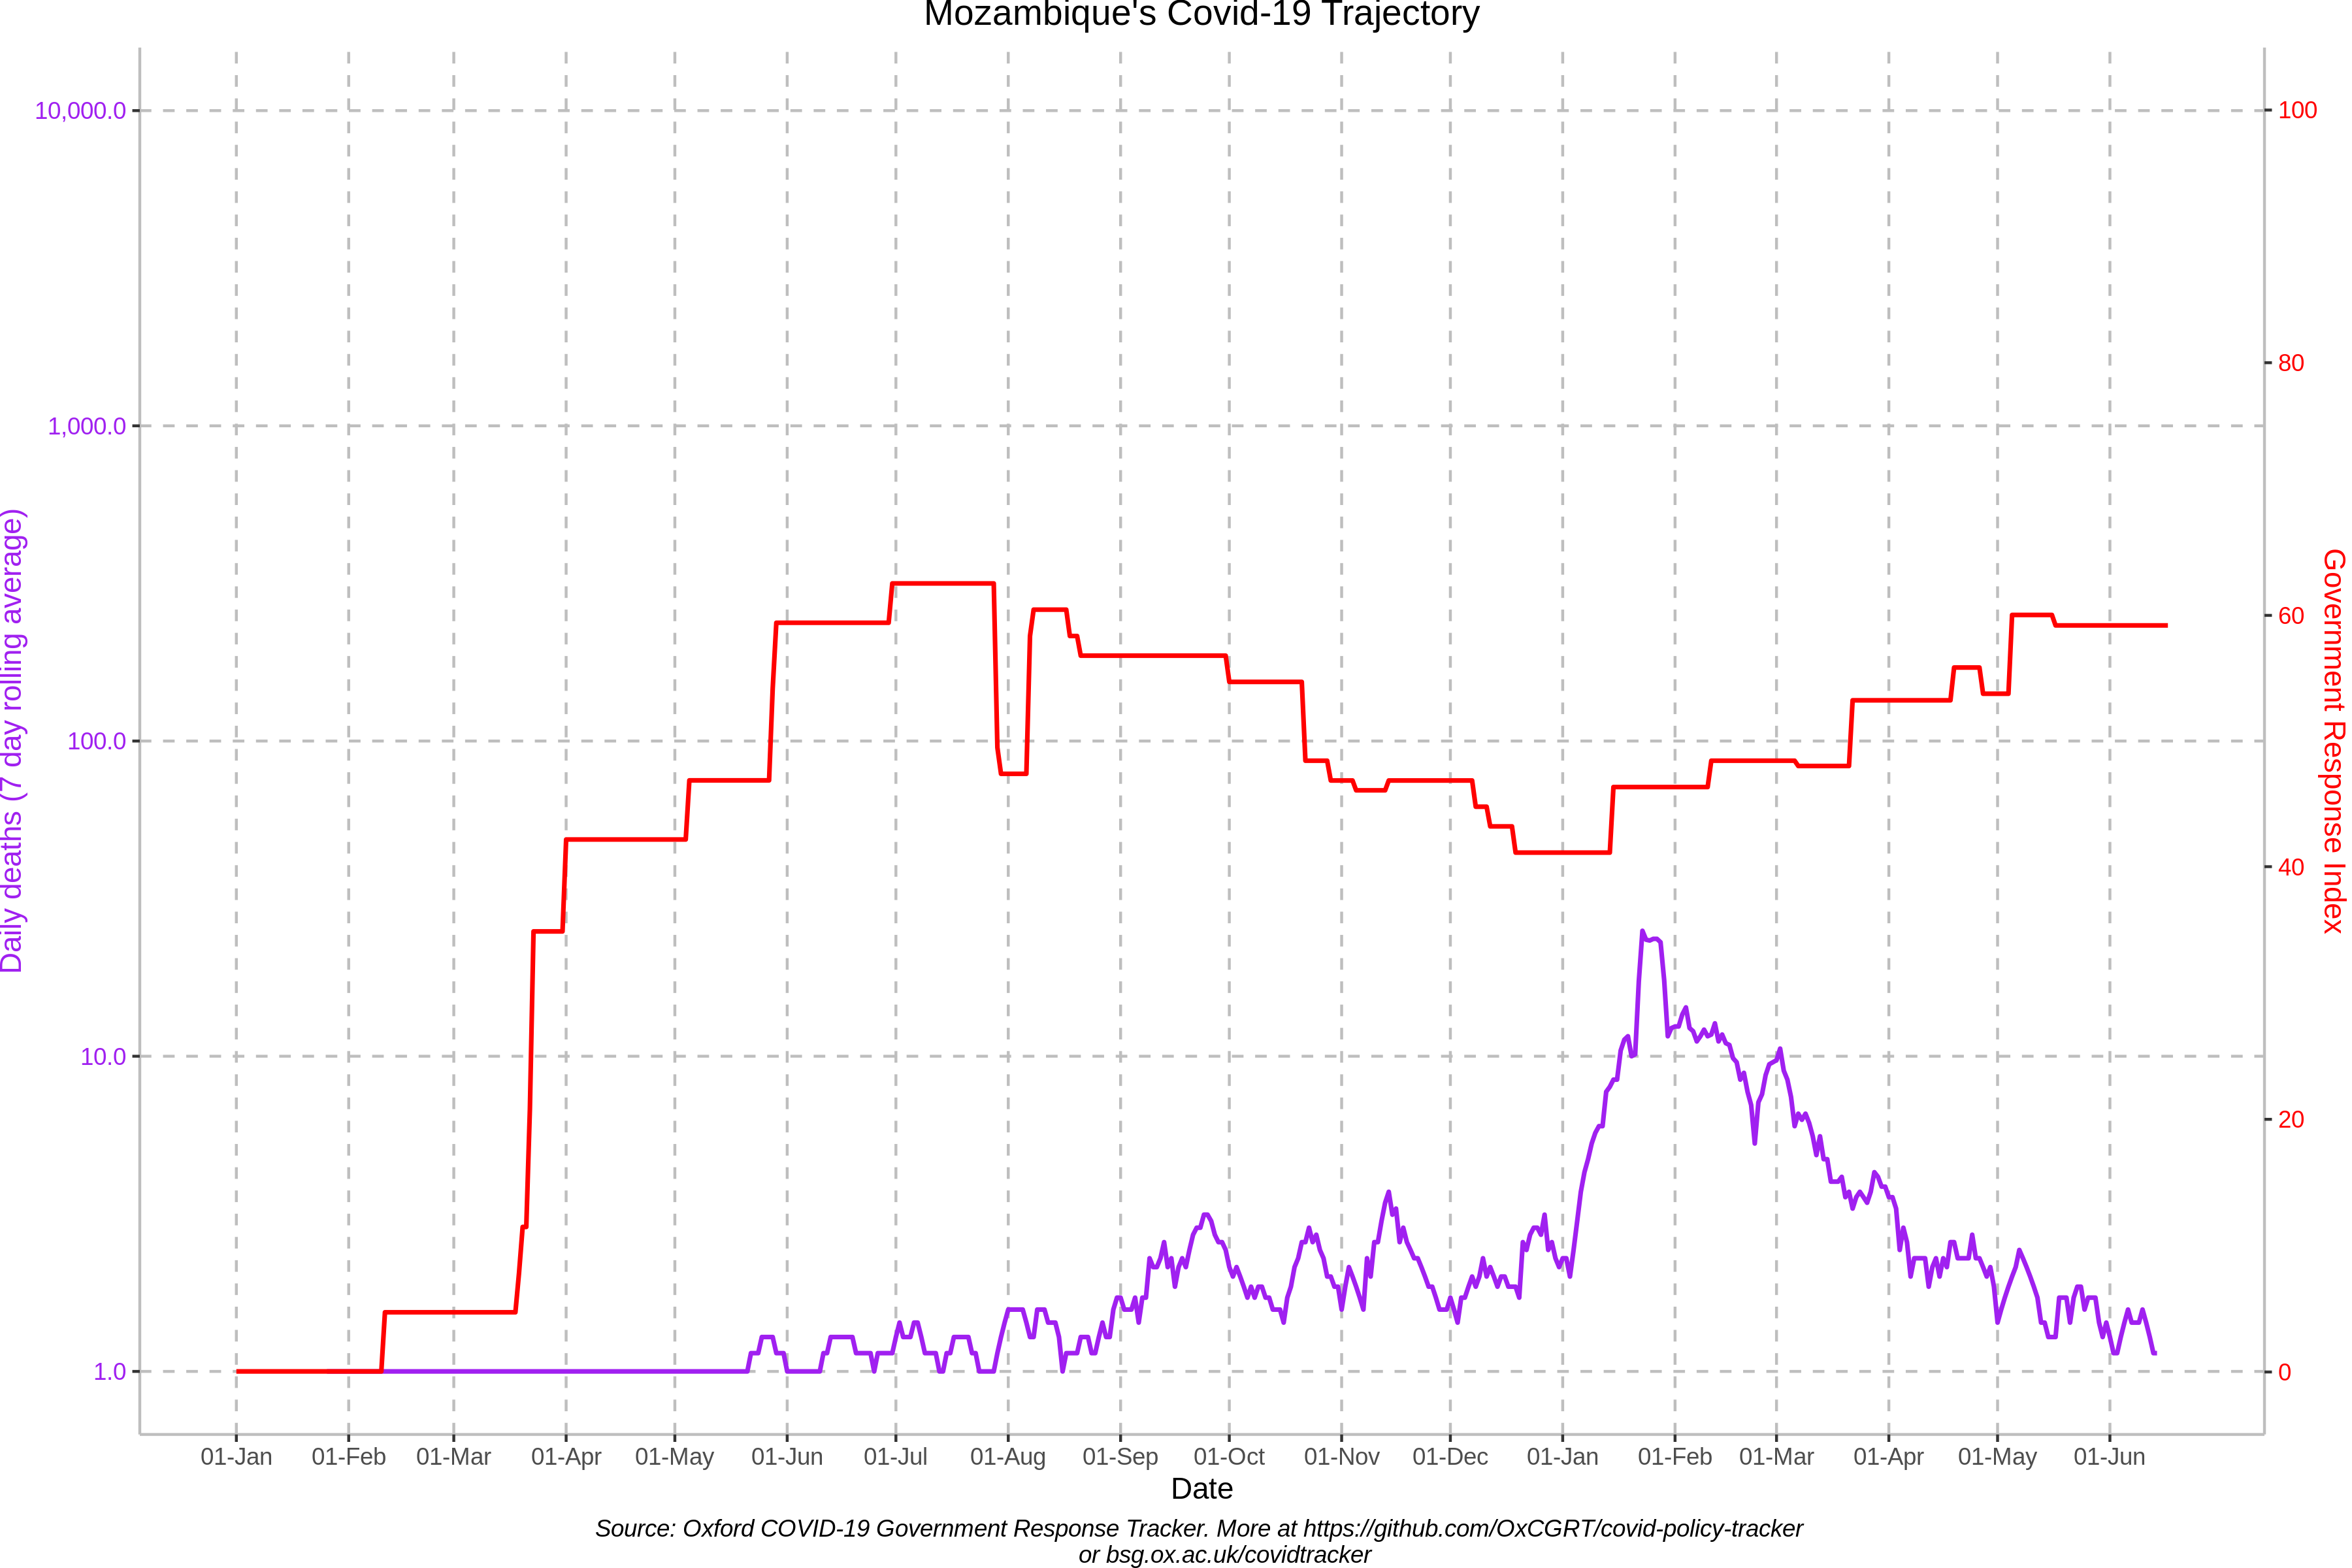 Mozambique's Covid-19 Trajectory
10,000.0
1,000.0
100.0
10.0
1.0
Daily deaths (7 day rolling average)
100
80
60
40
20
0
Government Response Index
01-Jan 01-Feb 01-Mar 01-Apr 01-May 01-Jun 01-Jul 01-Aug 01-Sep 01-Oct 01-Nov 01-Dec 01-Jan 01-Feb 01-Mar 01-Apr 01-May 01-Jun
Date
Source: Oxford COVID-19 Government Response Tracker. More at https://github.com/OxCGRT/covid-policy-tracker
or bsg.ox.ac.uk/covidtracker